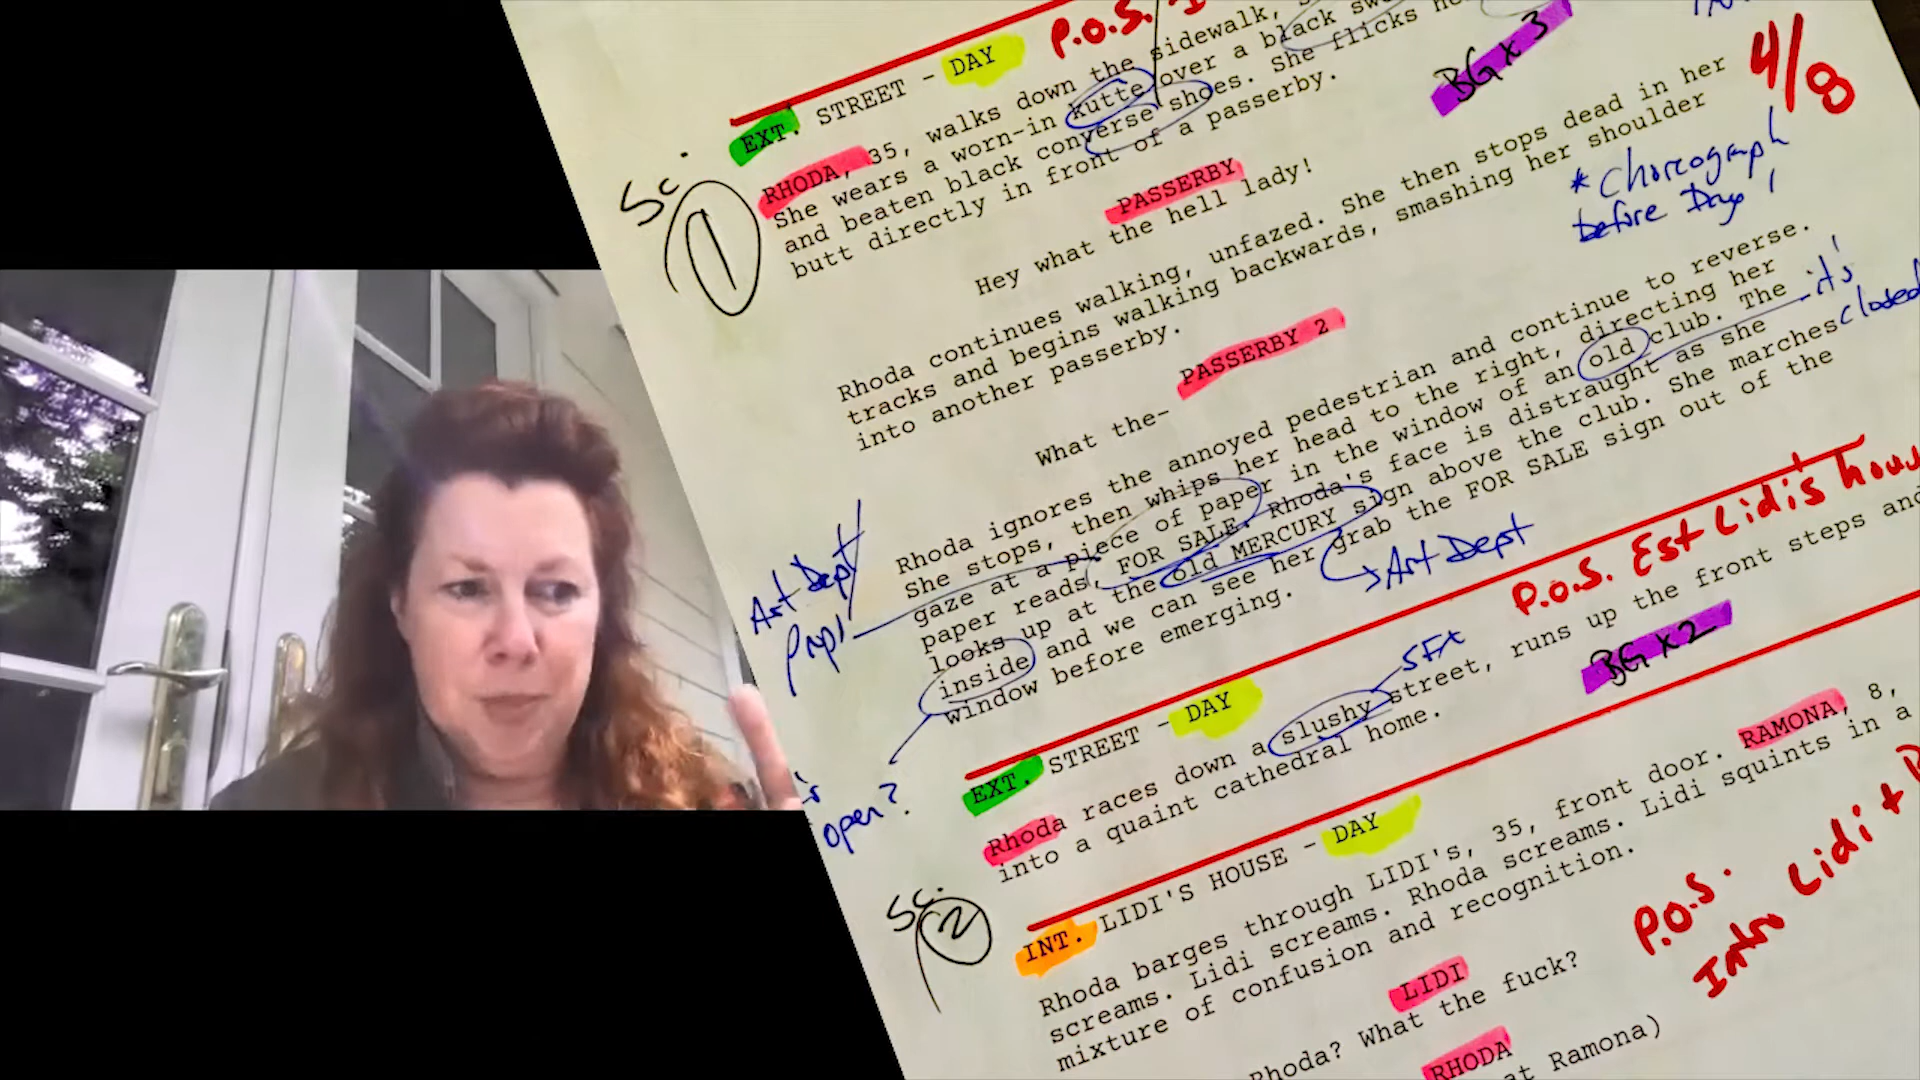 P.O.S.
EXT. STREET - DAY
Sc. 1
RHODA, 35, walks down the sidewalk,
She wears a worn-in kutte over a black
and beaten black converse shoes. She flicks
butt directly in front of a passerby.
BG x 3
4/8
PASSERBY
Hey what the hell lady!
* Choreograph
before Day 1
Rhoda continues walking, unfazed. She then stops dead in her
tracks and begins walking backwards, smashing her shoulder
into another passerby.
PASSERBY 2
What the-
Rhoda ignores the annoyed pedestrian and continue to reverse.
She stops, then whips her head to the right, directing her
gaze at a piece of paper in the window of an old club. The
paper reads, FOR SALE. Rhoda's face is distraught as she
looks up at the old MERCURY sign above the club. She marches
inside and we can see her grab the FOR SALE sign out of the
window before emerging.
it's
closed
Art Dept
Art Dept/
Prop
open?
P.O.S. Est Lidi's
EXT. STREET - DAY
SFX
BG x 2
Rhoda races down a slushy street, runs up the front steps and
into a quaint cathedral home.
Sc. 2
INT. LIDI'S HOUSE - DAY
Rhoda barges through LIDI's, 35, front door. RAMONA, 8,
screams. Lidi screams. Rhoda screams. Lidi squints in a
mixture of confusion and recognition.
P.O.S.
Intro Lidi +
LIDI
Rhoda? What the fuck?
RHODA
at Ramona)